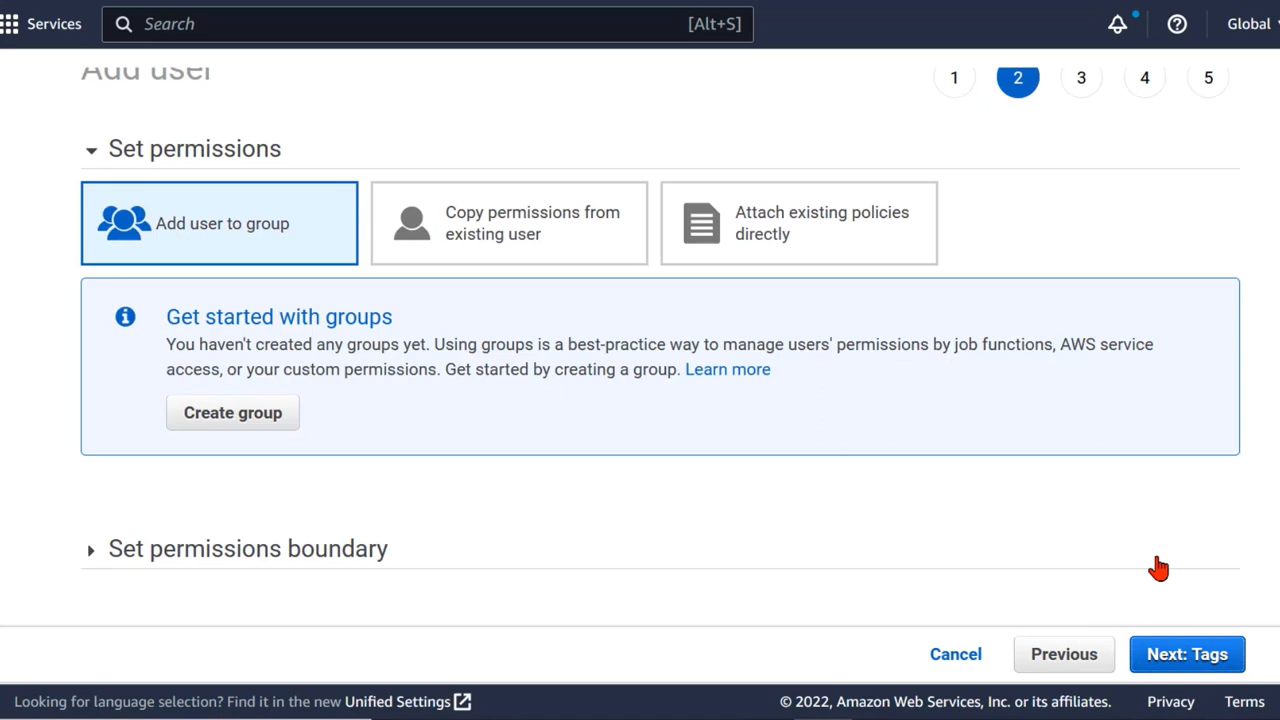 Services
Search
[Alt+S]
Global
Add user
1 2 3 4 5
Set permissions
Add user to group
Copy permissions from
existing user
Attach existing policies
directly
Get started with groups
You haven't created any groups yet. Using groups is a best-practice way to manage users' permissions by job functions, AWS service
access, or your custom permissions. Get started by creating a group. Learn more
Create group
Set permissions boundary
Cancel
Previous
Next: Tags
Looking for language selection? Find it in the new Unified Settings
© 2022, Amazon Web Services, Inc. or its affiliates.
Privacy
Terms